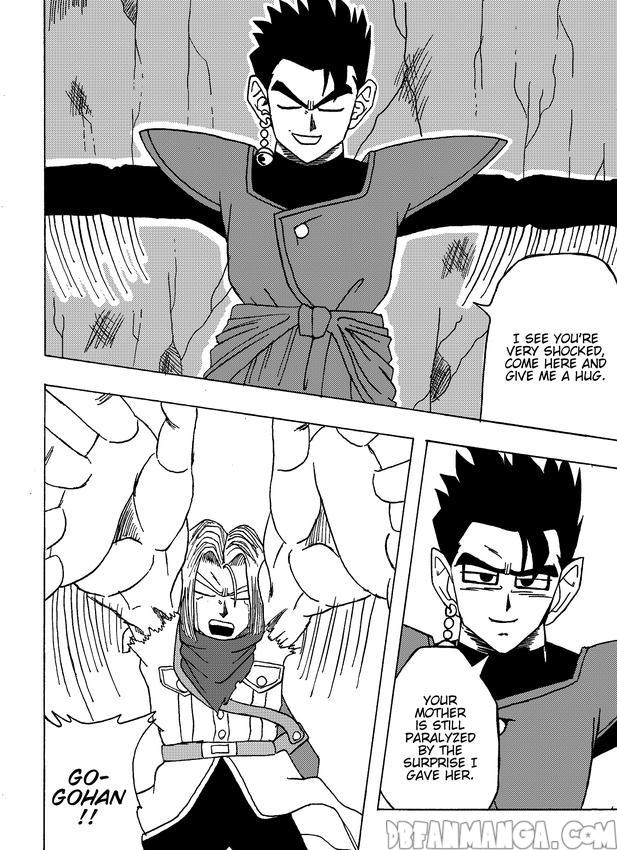 I SEE YOU'RE
VERY SHOCKED,
COME HERE AND
GIVE ME A HUG.
YOUR
MOTHER
IS STILL
PARALYZED
BY THE
SURPRISE I
GAVE HER.
GO-
GOHAN
!!
DBFANMANGA.COM